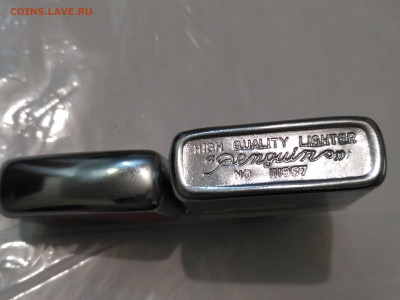 COINS.LAVE.RU
HIGH QUALITY LIGHTER
"Penguin"
NO